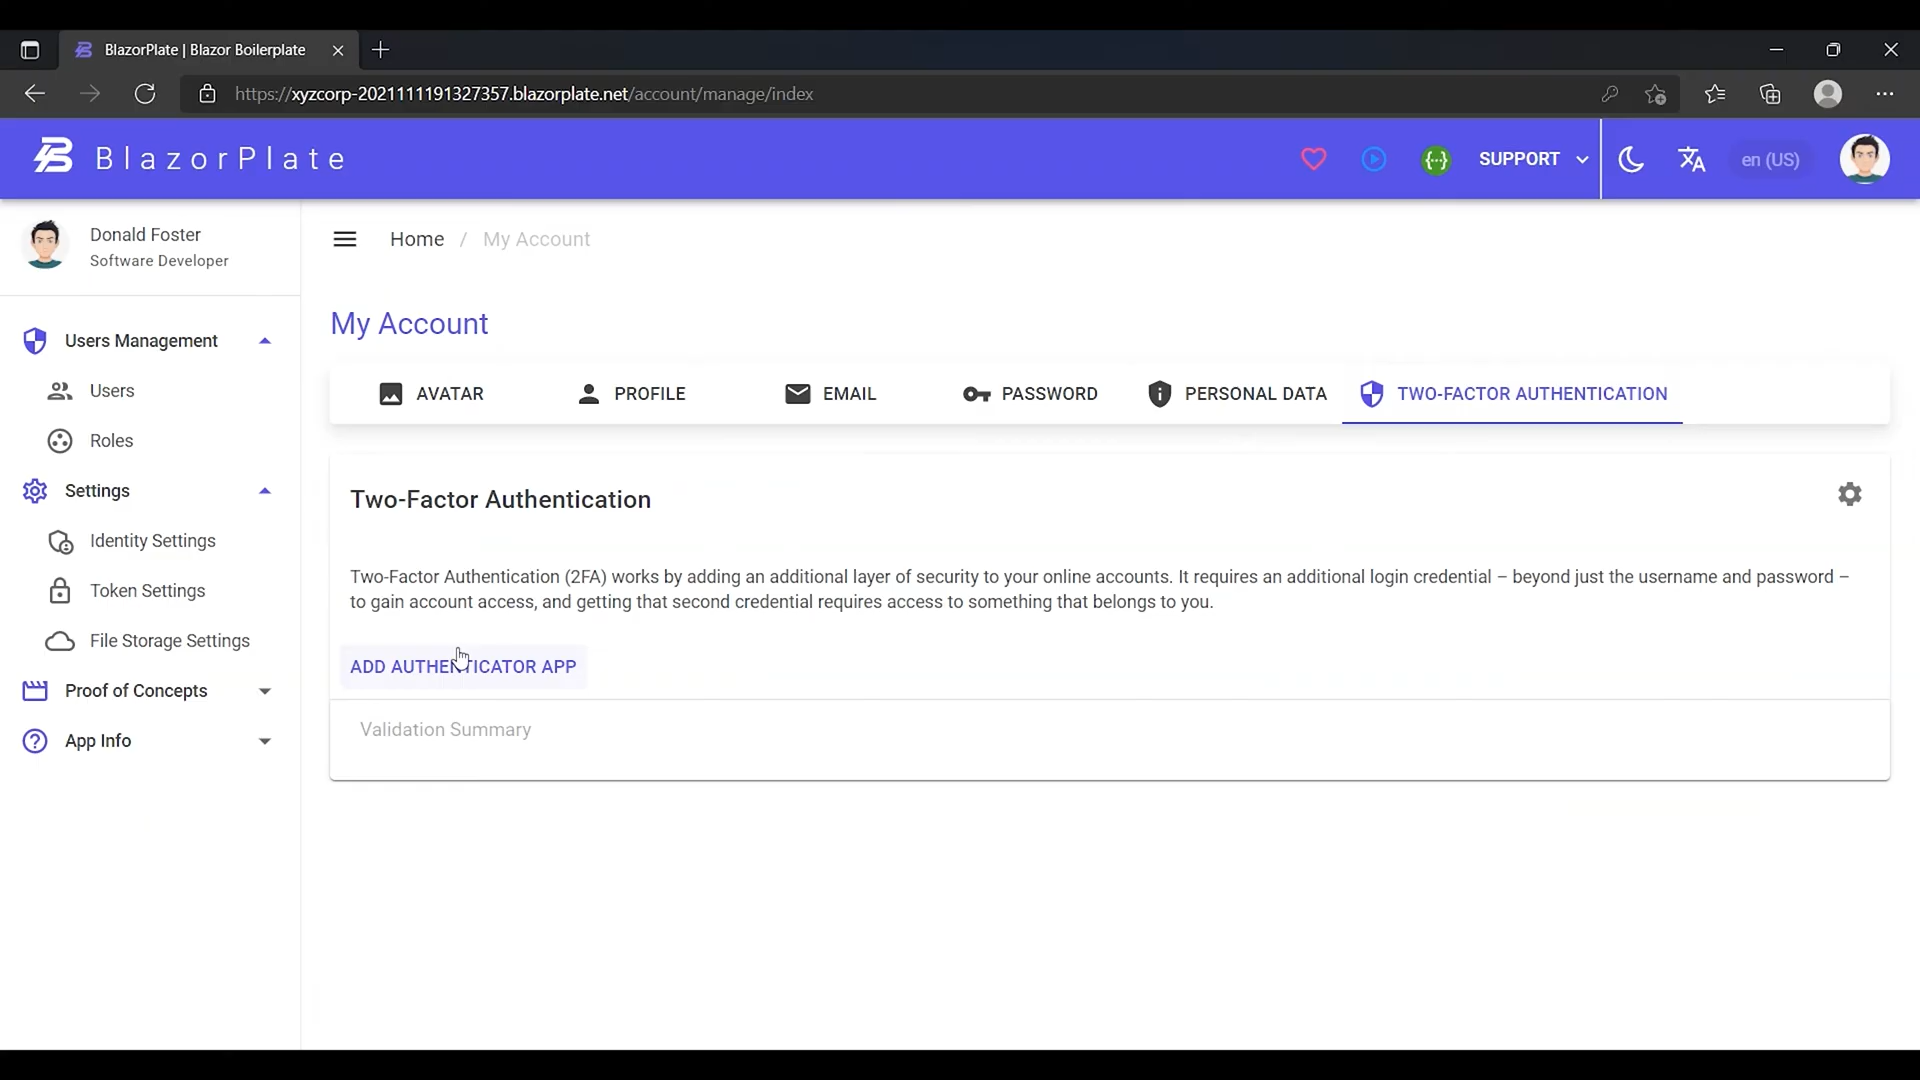 BlazorPlate | Blazor Boilerplate
https://xyzcorp-2021111191327357.blazorplate.net/account/manage/index
BlazorPlate
SUPPORT
en (US)
Donald Foster
Software Developer
Home / My Account
My Account
Users Management
Users
Roles
Settings
Identity Settings
Token Settings
File Storage Settings
Proof of Concepts
App Info
AVATAR
PROFILE
EMAIL
PASSWORD
PERSONAL DATA
TWO-FACTOR AUTHENTICATION
Two-Factor Authentication
Two-Factor Authentication (2FA) works by adding an additional layer of security to your online accounts. It requires an additional login credential – beyond just the username and password –
to gain account access, and getting that second credential requires access to something that belongs to you.
ADD AUTHENTICATOR APP
Validation Summary